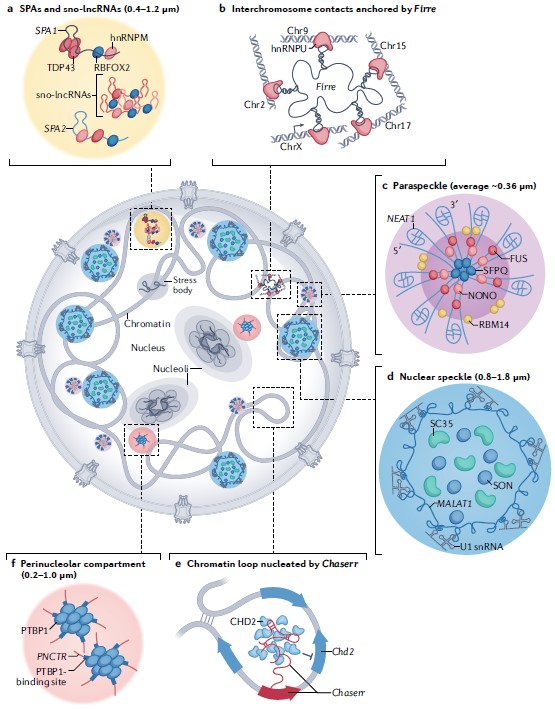 a SPAs and sno-lncRNAs (0.4–1.2 μm)
SPA1
hnRNPM
TDP43
RBFOX2
sno-lncRNAs
SPA2
b Interchromosome contacts anchored by Firre
Chr9
hnRNPU
Chr15
Firre
Chr2
Chr17
ChrX
c Paraspeckle (average ~0.36 μm)
3′
NEAT1
5′
FUS
SFPQ
NONO
RBM14
Stress
body
Chromatin
Nucleus
Nucleoli
d Nuclear speckle (0.8–1.8 μm)
SC35
SON
MALAT1
U1 snRNA
f Perinucleolar compartment
(0.2–1.0 μm)
PTBP1
PNCTR
PTBP1-
binding site
e Chromatin loop nucleated by Chaserr
CHD2
Chd2
Chaserr